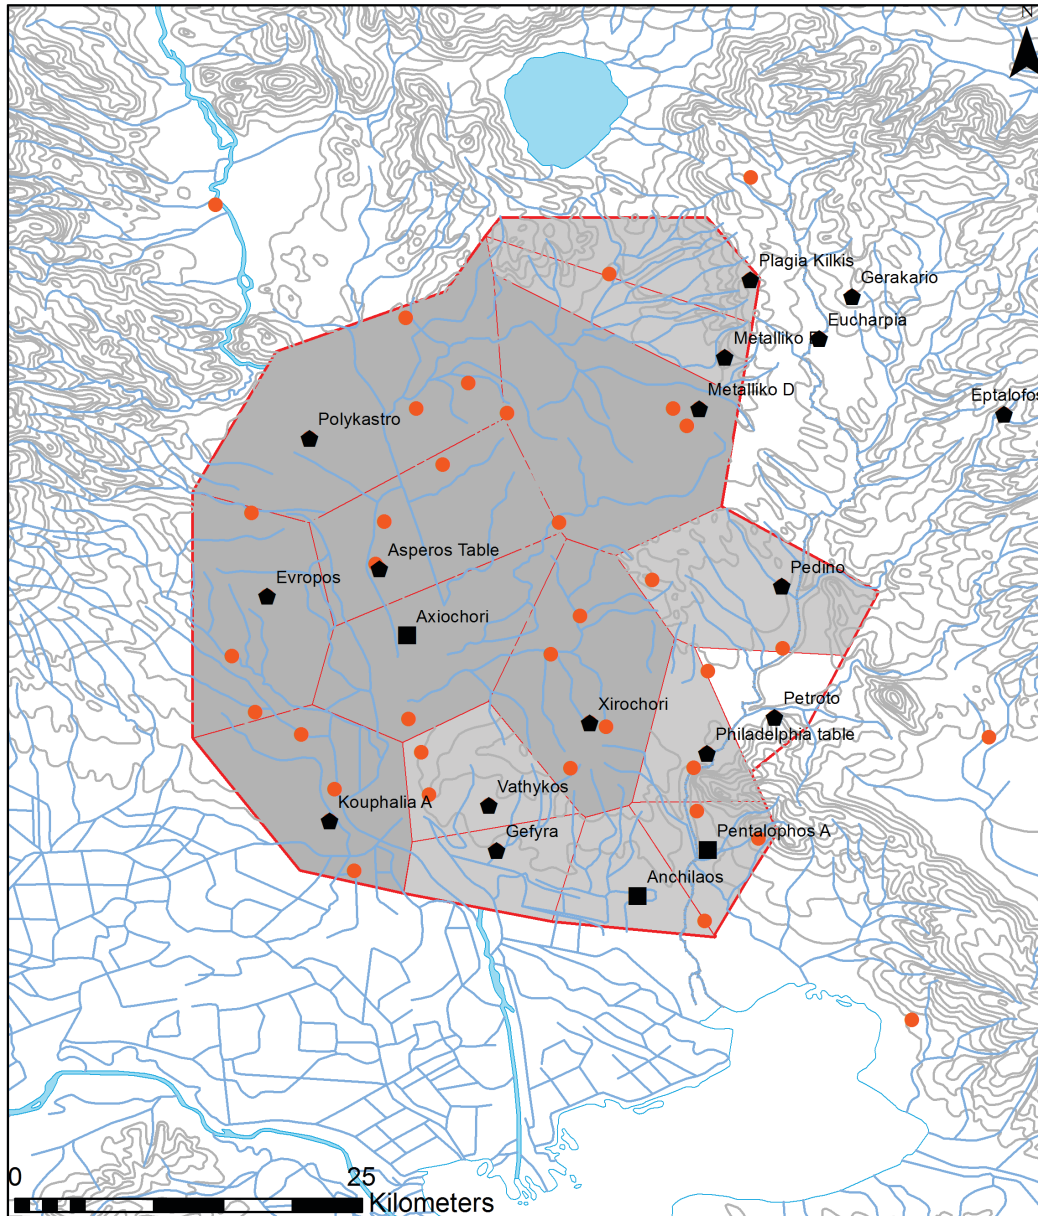 N
Plagia Kilkis
Gerakario
Eucharpia
Metalliko
Metalliko D
Eptalofos
Polykastro
Asperos Table
Evropos
Pedino
Axiochori
Xirochori
Petroto
Philadelphia table
Vathykos
Kouphalia A
Gefyra
Pentalophos A
Anchilaos
0
25
Kilometers